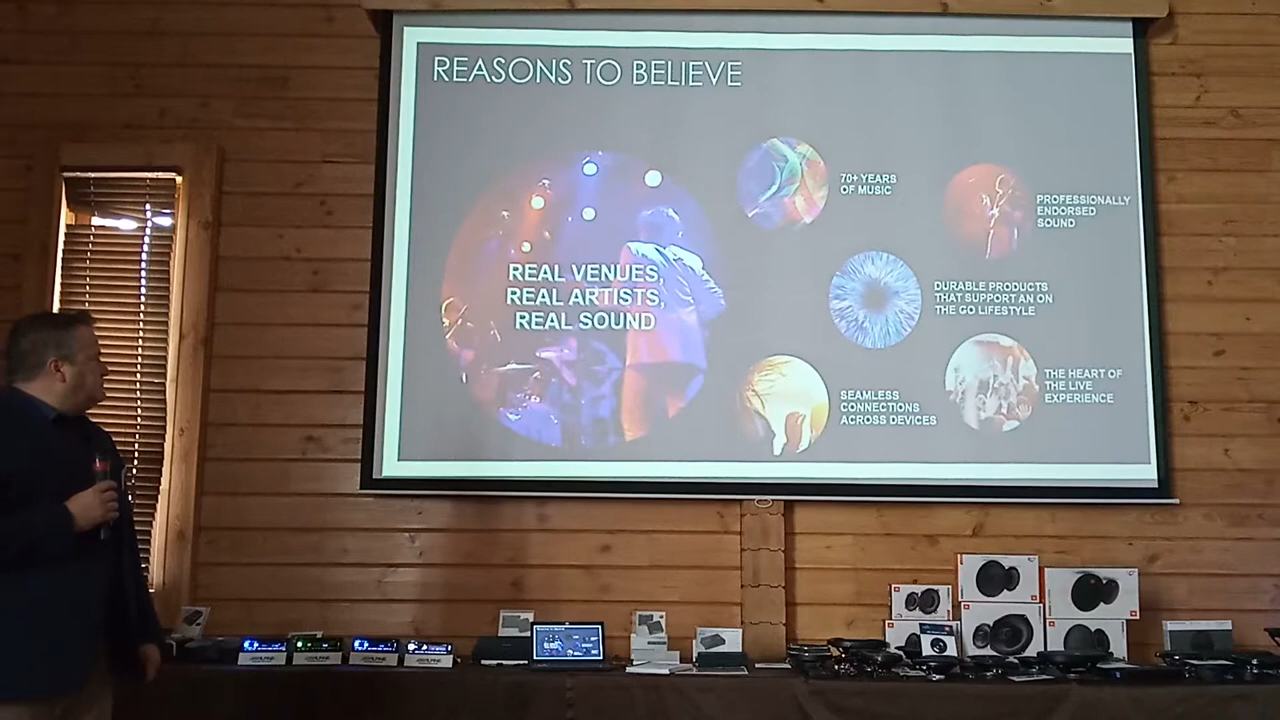 REASONS TO BELIEVE
REAL VENUES,
REAL ARTISTS,
REAL SOUND
70+ YEARS
OF MUSIC
PROFESSIONALLY
ENDORSED
SOUND
DURABLE PRODUCTS
THAT SUPPORT AN ON
THE GO LIFESTYLE
SEAMLESS
CONNECTIONS
ACROSS DEVICES
THE HEART OF
THE LIVE
EXPERIENCE